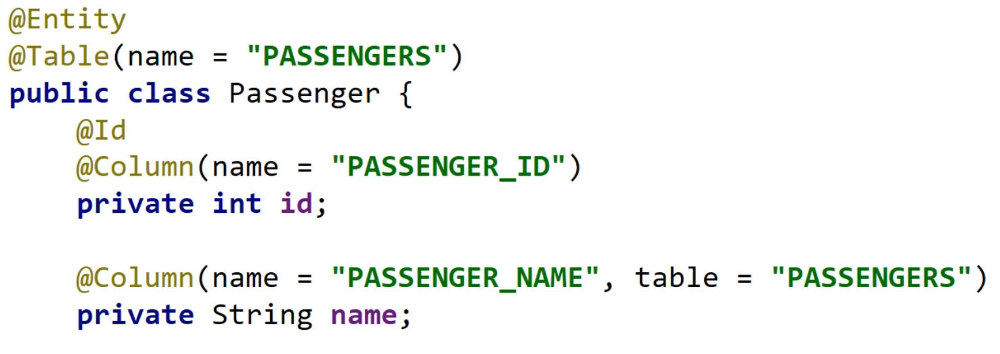 @Entity
@Table(name = "PASSENGERS")
public class Passenger {
@Id
@Column(name = "PASSENGER_ID")
private int id;
@Column(name = "PASSENGER_NAME", table = "PASSENGERS")
private String name;